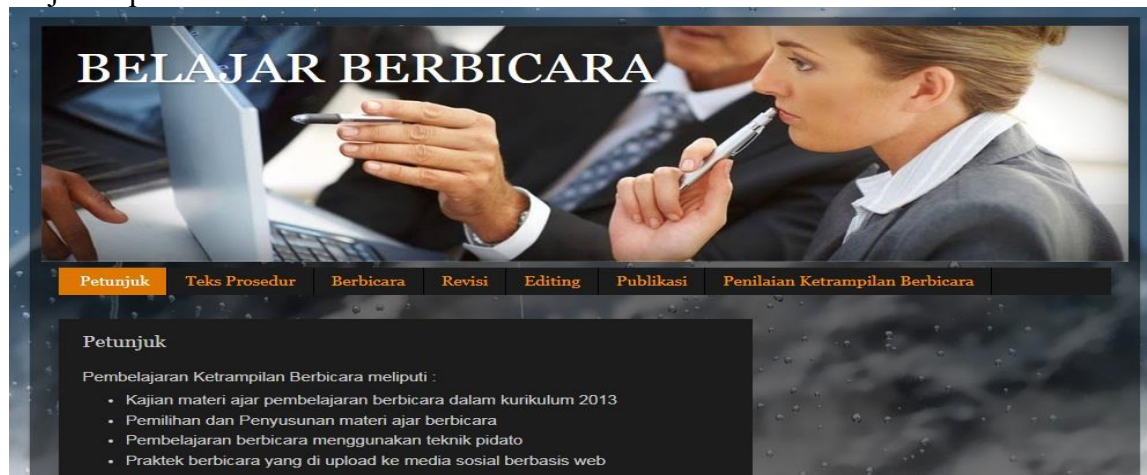 BELAJAR BERBICARA
Petunjuk Teks Prosedur Berbicara Revisi Editing Publikasi Penilaian Ketrampilan Berbicara
Petunjuk
Pembelajaran Ketrampilan Berbicara meliputi :
• Kajian materi ajar pembelajaran berbicara dalam kurikulum 2013
• Pemilihan dan Penyusunan materi ajar berbicara
• Pembelajaran berbicara menggunakan teknik pidato
• Praktek berbicara yang di upload ke media sosial berbasis web